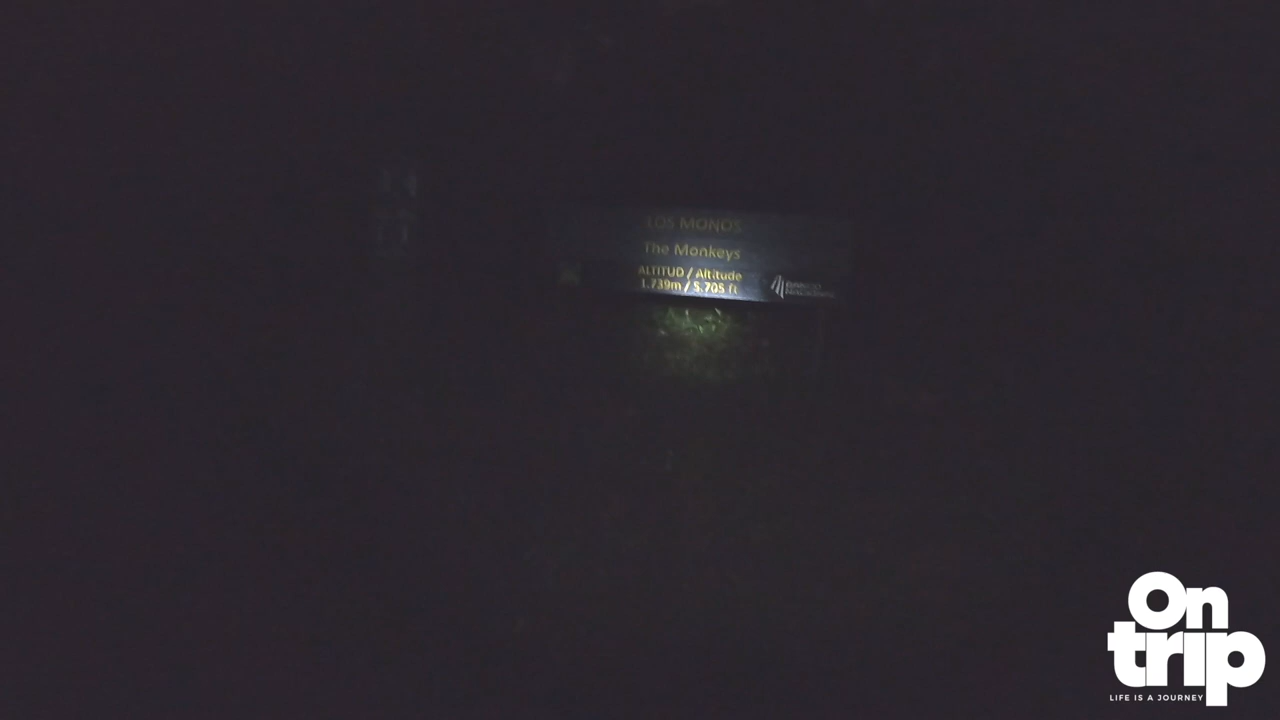 LOS MONOS
The Monkeys
ALTITUD / Altitude
1.739m / 5.705 ft
On
trip
LIFE IS A JOURNEY